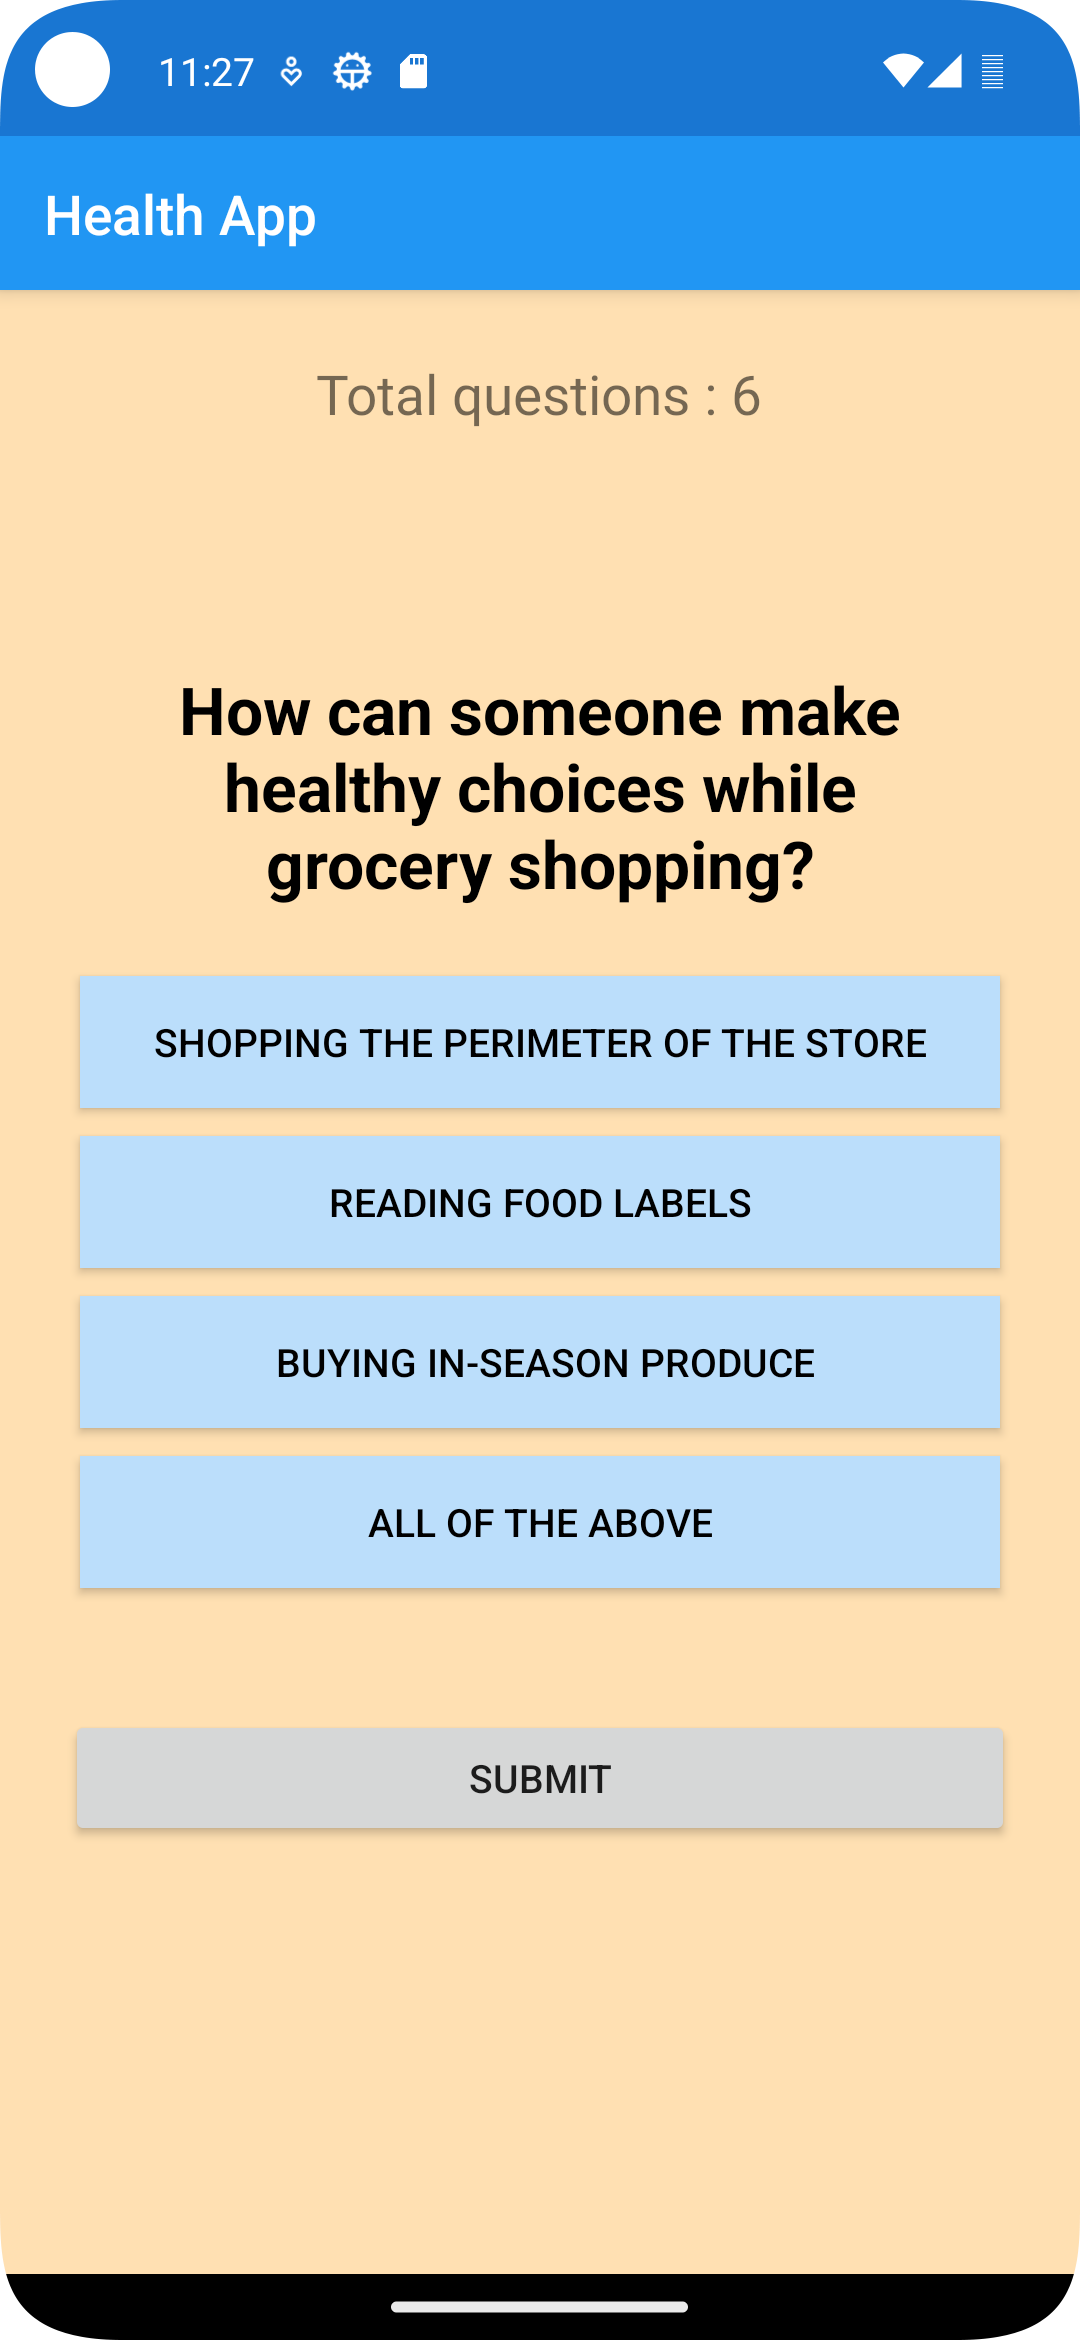 11:27
Health App
Total questions : 6
How can someone make
healthy choices while
grocery shopping?
SHOPPING THE PERIMETER OF THE STORE
READING FOOD LABELS
BUYING IN-SEASON PRODUCE
ALL OF THE ABOVE
SUBMIT